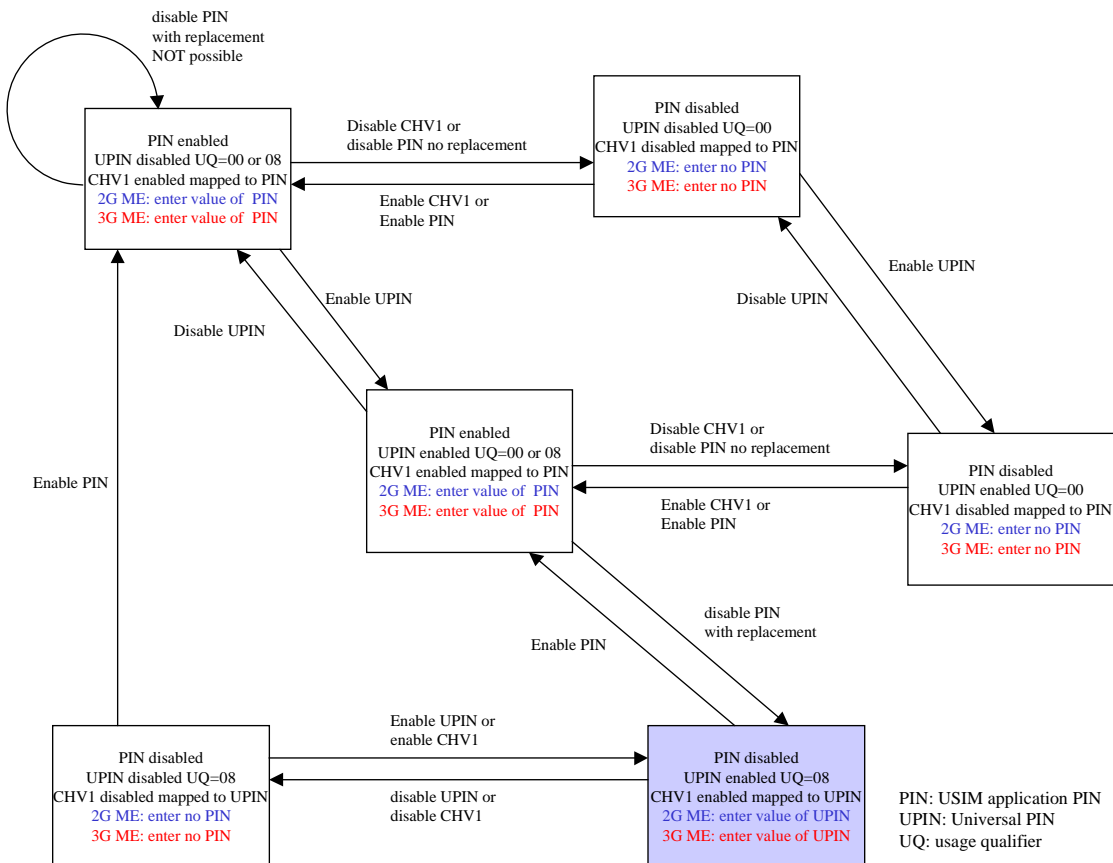 disable PIN
with replacement
NOT possible
PIN enabled
UPIN disabled UQ=00 or 08
CHV1 enabled mapped to PIN
2G ME: enter value of  PIN
3G ME: enter value of  PIN
Disable CHV1 or
disable PIN no replacement
Enable CHV1 or
Enable PIN
PIN disabled
UPIN disabled UQ=00
CHV1 disabled mapped to PIN
2G ME: enter no PIN
3G ME: enter no PIN
Enable UPIN
Disable UPIN
Enable UPIN
Disable UPIN
PIN enabled
UPIN enabled UQ=00 or 08
CHV1 enabled mapped to PIN
2G ME: enter value of  PIN
3G ME: enter value of  PIN
Disable CHV1 or
disable PIN no replacement
Enable CHV1 or
Enable PIN
PIN disabled
UPIN enabled UQ=00
CHV1 disabled mapped to PIN
2G ME: enter no PIN
3G ME: enter no PIN
Enable PIN
disable PIN
with replacement
Enable PIN
PIN disabled
UPIN disabled UQ=08
CHV1 disabled mapped to UPIN
2G ME: enter no PIN
3G ME: enter no PIN
Enable UPIN or
enable CHV1
disable UPIN or
disable CHV1
PIN disabled
UPIN enabled UQ=08
CHV1 enabled mapped to UPIN
2G ME: enter value of UPIN
3G ME: enter value of UPIN
PIN: USIM application PIN
UPIN: Universal PIN
UQ: usage qualifier